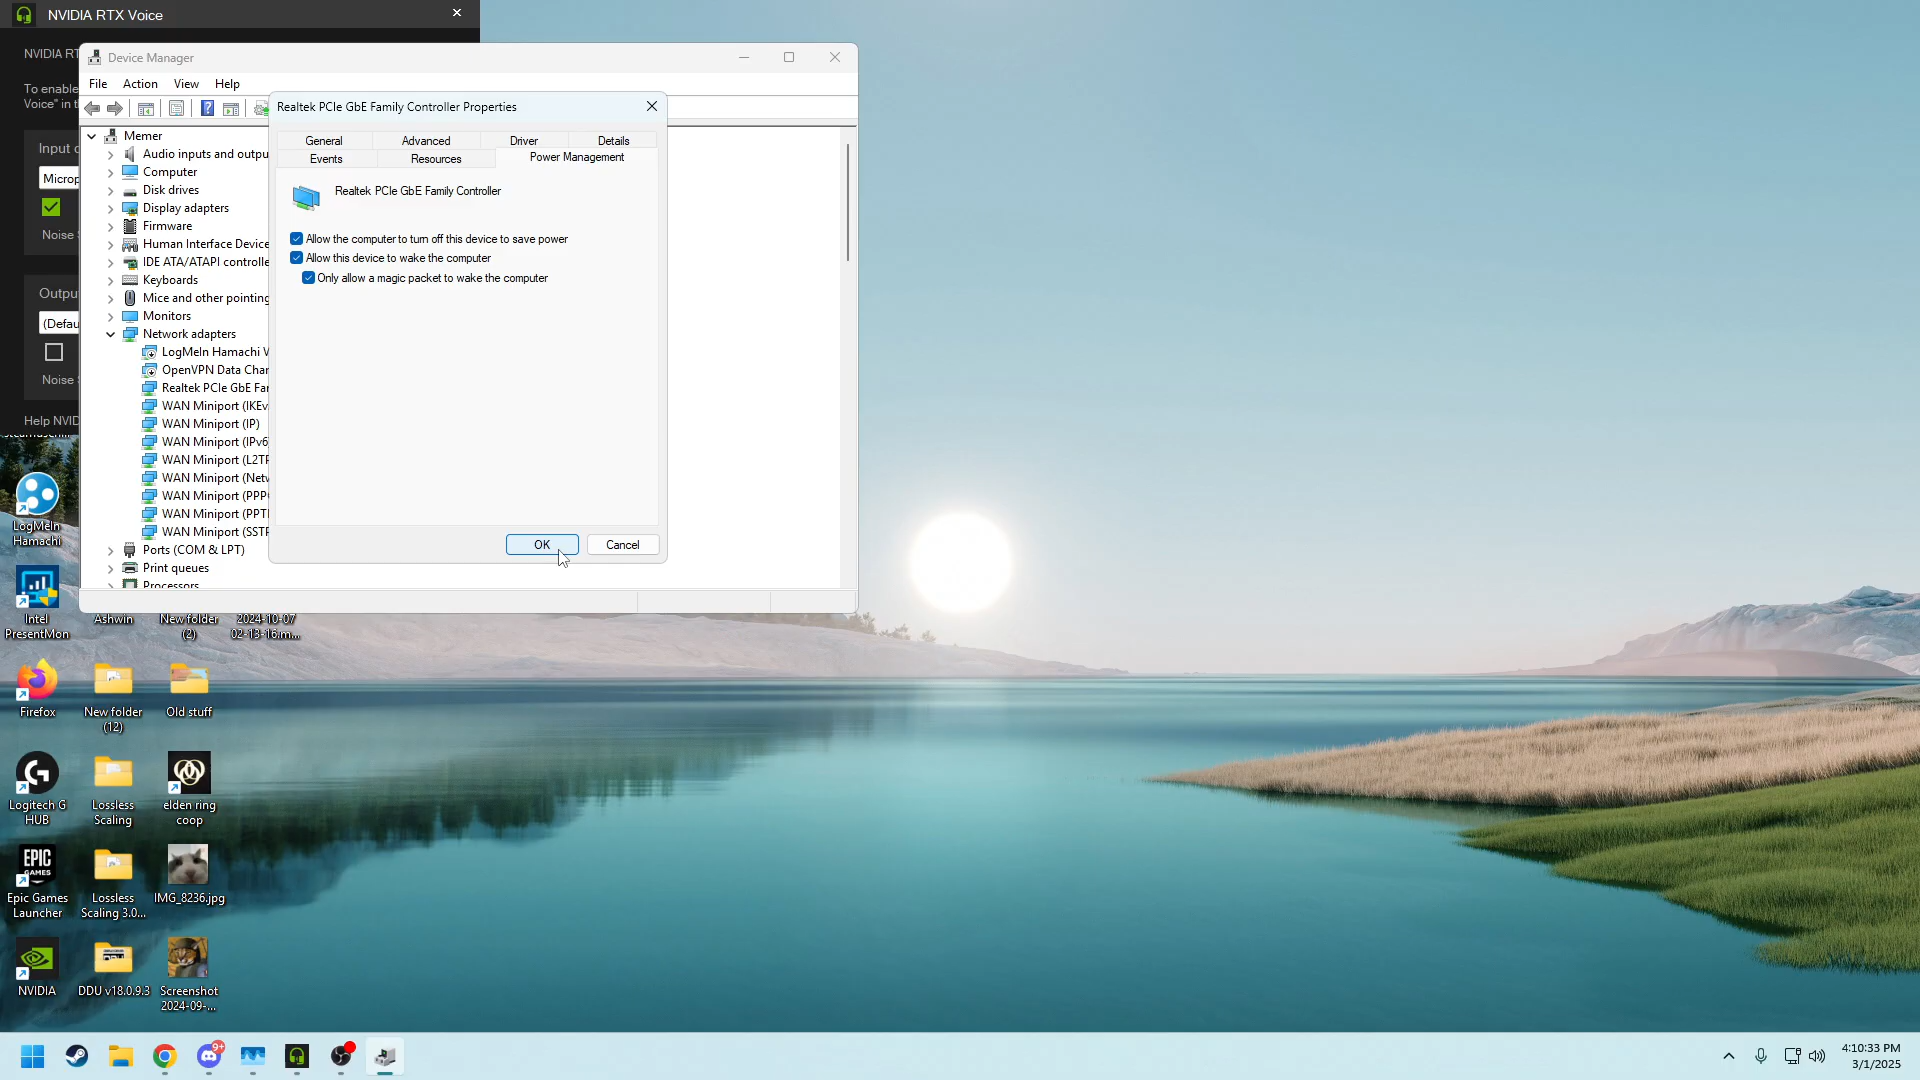 NVIDIA RTX Voice
NVIDIA RT
To enable
Voice" in t
Input
Microp
Noise
Outpu
(Defau
Noise
Help NVID
Device Manager
File Action View Help
Memer
Audio inputs and outpu
Computer
Disk drives
Display adapters
Firmware
Human Interface Device
IDE ATA/ATAPI controlle
Keyboards
Mice and other pointing
Monitors
Network adapters
LogMeIn Hamachi V
OpenVPN Data Char
Realtek PCIe GbE Far
WAN Miniport (IKEv
WAN Miniport (IP)
WAN Miniport (IPv6
WAN Miniport (L2TP
WAN Miniport (Netw
WAN Miniport (PPP
WAN Miniport (PPTP
WAN Miniport (SSTP
Ports (COM & LPT)
Print queues
Processors
Realtek PCIe GbE Family Controller Properties
General Advanced Driver Details
Events Resources Power Management
Realtek PCIe GbE Family Controller
Allow the computer to turn off this device to save power
Allow this device to wake the computer
Only allow a magic packet to wake the computer
OK Cancel
LogMeIn
Hamachi
Intel
PresentMon
Ashwin
New folder
(2)
2024-10-07
02-13-16.m...
Firefox
New folder
(12)
Old stuff
Logitech G
HUB
Lossless
Scaling
elden ring
coop
EPIC
GAMES
Epic Games
Launcher
Lossless
Scaling 3.0...
IMG_8236.jpg
NVIDIA
DDU v18.0.9.3
Screenshot
2024-09-...
9+
4:10:33 PM
3/1/2025